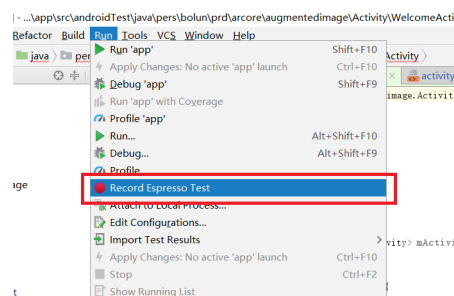 ] - ...\app\src\androidTest\java\pers\bolun\prd\arcore\augmentedimage\Activity\WelcomeActi
Refactor Build Run Tools VCS Window Help
java
Run 'app' Shift+F10
Activity
Apply Changes: No active 'app' launch Ctrl+F10
activity
Debug 'app' Shift+F9
image.Activit
Run 'app' with Coverage
Profile 'app'
Run... Alt+Shift+F10
Debug... Alt+Shift+F9
Profile...
Record Espresso Test
Attach to Local Process...
Edit Configurations...
Import Test Results
vity> mActivi
Apply Changes: No active 'app' launch Ctrl+F10
Stop Ctrl+F2
Show Running List